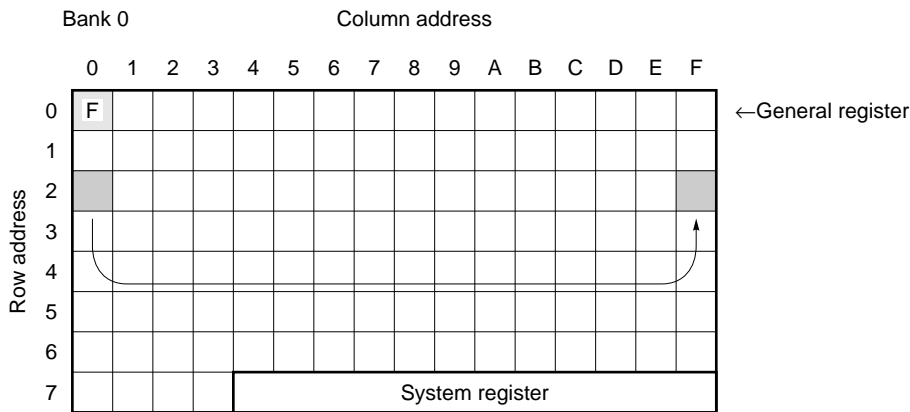 Bank 0
Column address
0 1 2 3 4 5 6 7 8 9 A B C D E F
0 F ←General register
1
2
3
4
5
6
7 System register
Row address